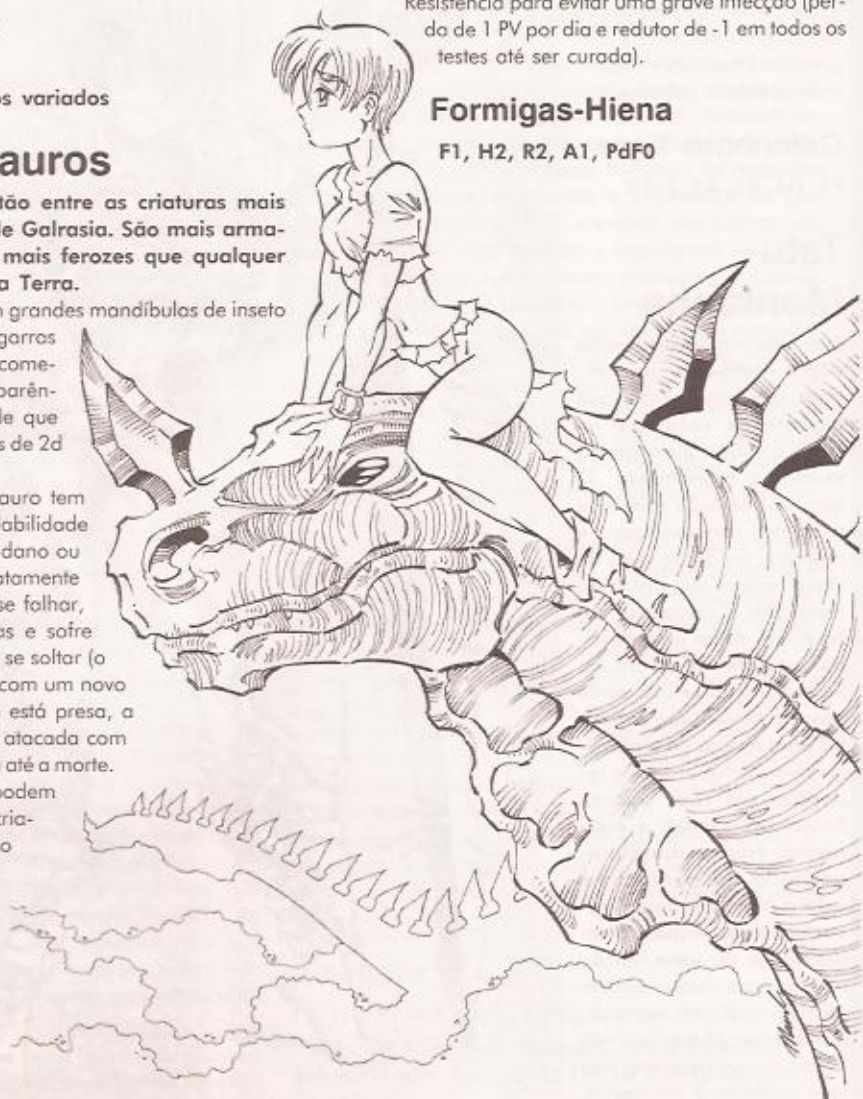 os variados
auros
tão entre as criaturas mais
de Galrasia. São mais arma-
mais ferozes que qualquer
a Terra.
m grandes mandíbulas de inseto
garras
come-
parên-
de que
s de 2d
auro tem
abilidade
dano ou
atamente
se falhar,
as e sofre
se soltar (o
com um novo
está presa, a
atacada com
até a morte.
podem
cria-
o
Resistência para evitar uma grave infecção (per-
da de 1 PV por dia e redutor de -1 em todos os
testes até ser curada).
Formigas-Hiena
F1, H2, R2, A1, PdF0